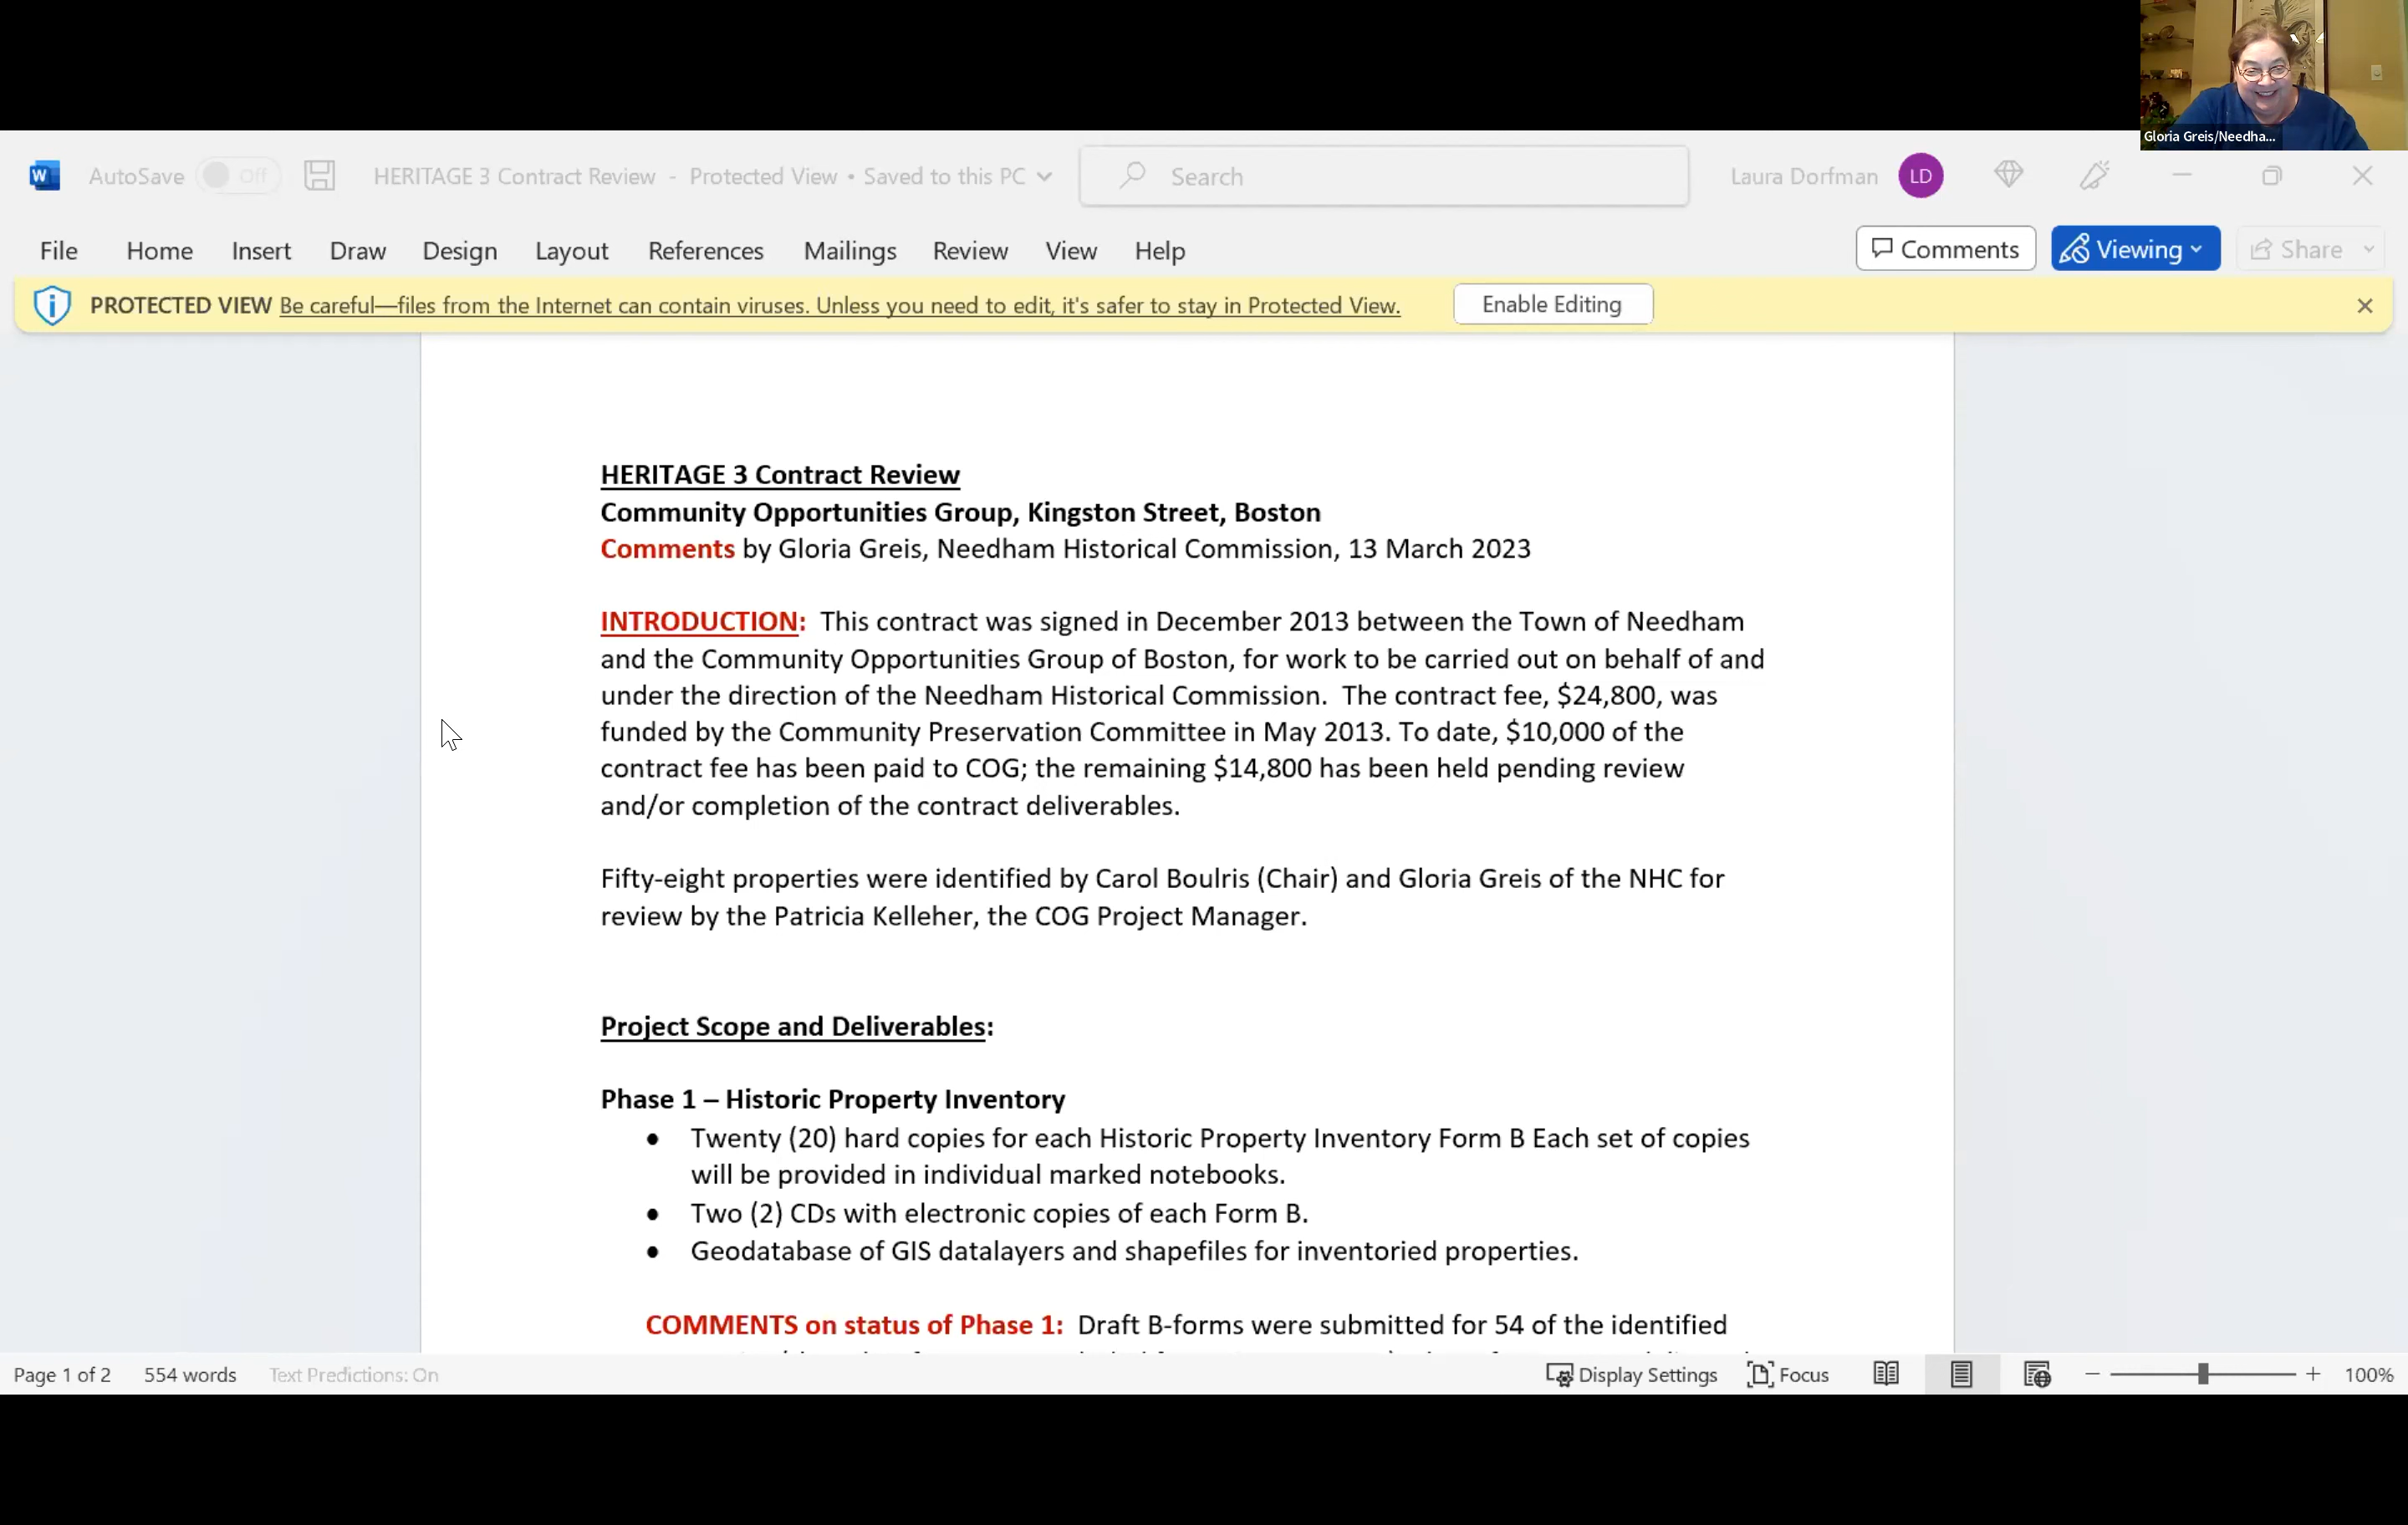 Gloria Greis/Needha...
W AutoSave Off HERITAGE 3 Contract Review - Protected View • Saved to this PC Search Laura Dorfman LD
File Home Insert Draw Design Layout References Mailings Review View Help Comments Viewing Share
PROTECTED VIEW Be careful—files from the Internet can contain viruses. Unless you need to edit, it's safer to stay in Protected View. Enable Editing
HERITAGE 3 Contract Review
Community Opportunities Group, Kingston Street, Boston
Comments by Gloria Greis, Needham Historical Commission, 13 March 2023
INTRODUCTION: This contract was signed in December 2013 between the Town of Needham
and the Community Opportunities Group of Boston, for work to be carried out on behalf of and
under the direction of the Needham Historical Commission. The contract fee, $24,800, was
funded by the Community Preservation Committee in May 2013. To date, $10,000 of the
contract fee has been paid to COG; the remaining $14,800 has been held pending review
and/or completion of the contract deliverables.
Fifty-eight properties were identified by Carol Boulris (Chair) and Gloria Greis of the NHC for
review by the Patricia Kelleher, the COG Project Manager.
Project Scope and Deliverables:
Phase 1 – Historic Property Inventory
• Twenty (20) hard copies for each Historic Property Inventory Form B Each set of copies
will be provided in individual marked notebooks.
• Two (2) CDs with electronic copies of each Form B.
• Geodatabase of GIS datalayers and shapefiles for inventoried properties.
COMMENTS on status of Phase 1: Draft B-forms were submitted for 54 of the identified
Page 1 of 2 554 words Text Predictions: On Display Settings Focus 100%